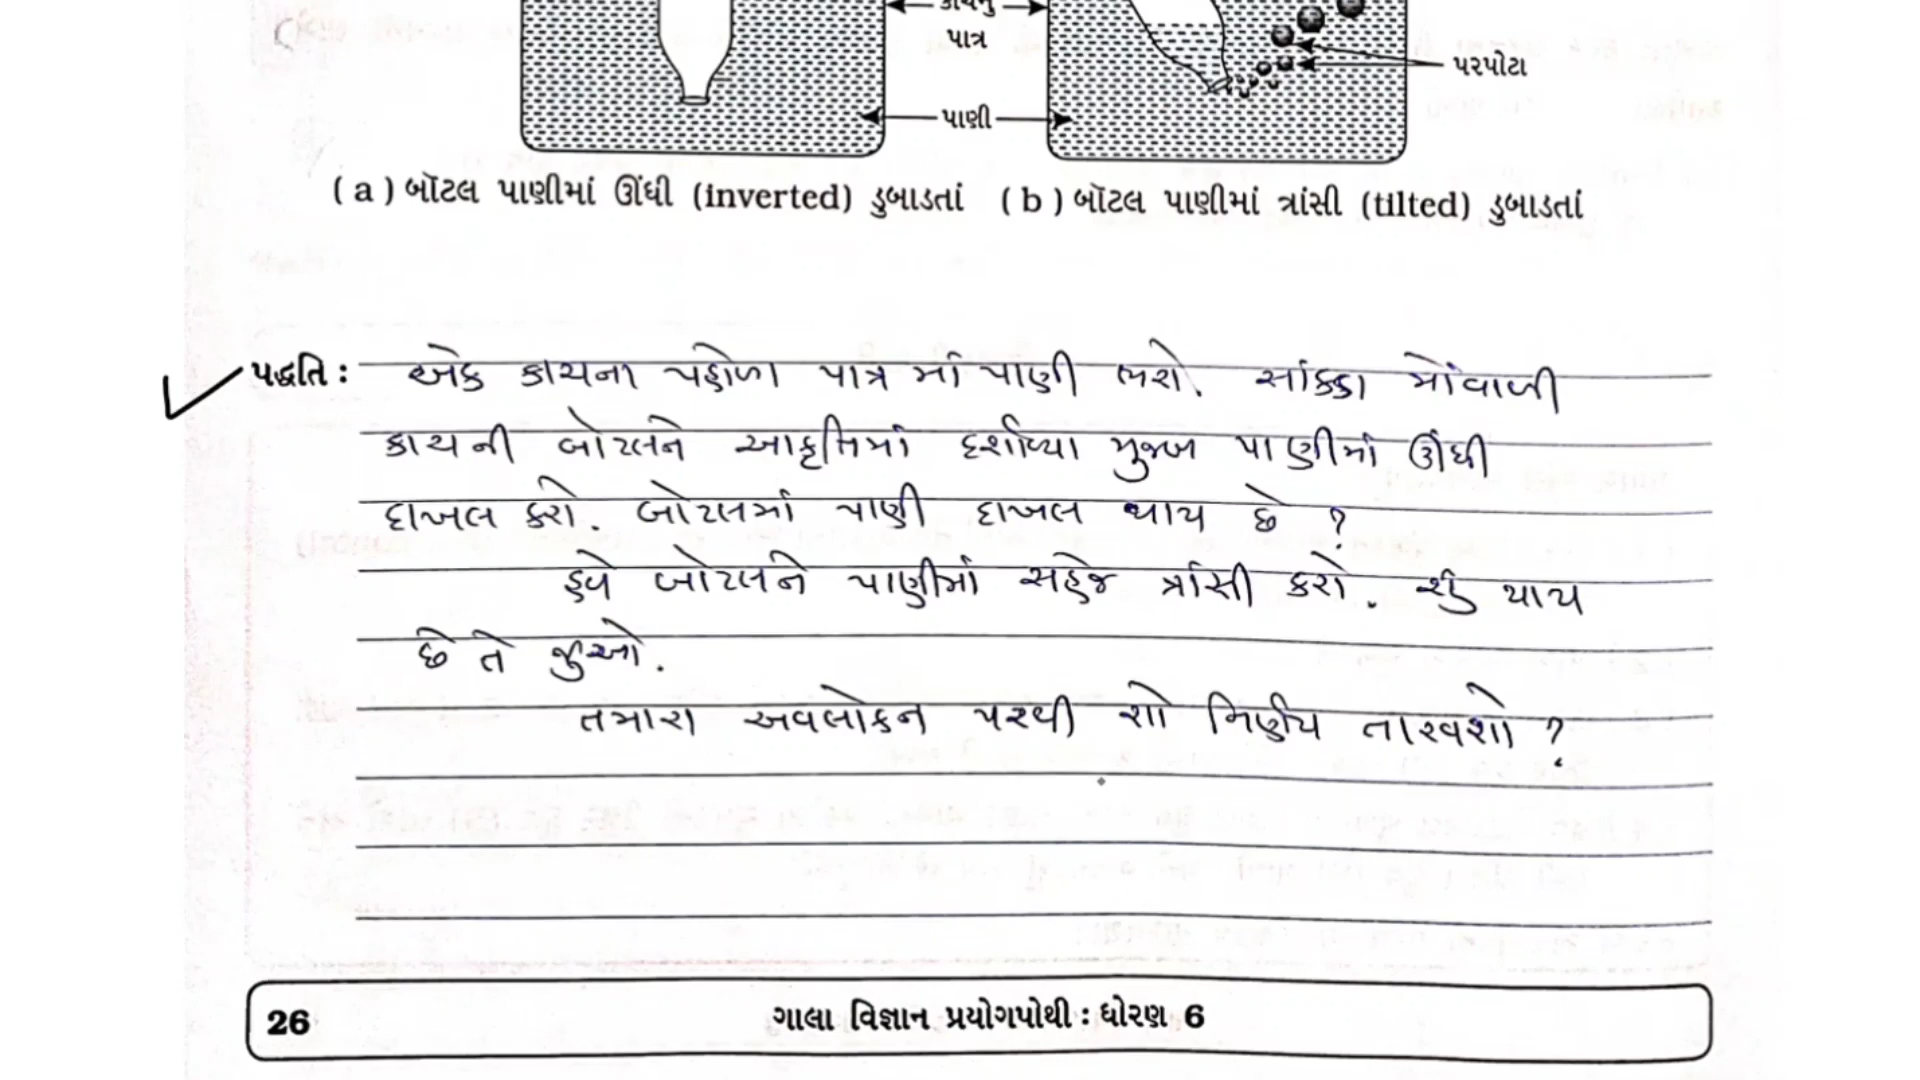 કાચનું
પાત્ર
પરપોટા
પાણી
( a ) બૉટલ પાણીમાં ઊંધી (inverted) ડુબાડતાં ( b ) બૉટલ પાણીમાં ત્રાંસી (tilted) ડુબાડતાં
પદ્ધતિ : એક કાચના પહોળા પાત્ર માં પાણી ભરો. સાંકડા મોંવાળી
કાચ ની બોટલને આકૃતિમાં દર્શાવ્યા મુજબ પાણીમાં ઊંધી
દાખલ કરો. બોટલમાં પાણી દાખલ થાય છે ?
હવે બોટલને પાણીમાં સહેજ ત્રાંસી કરો. શું થાય
છે તે જુઓ.
તમારા અવલોકન પરથી શો નિર્ણય તારવશો ?
26 ગાલા વિજ્ઞાન પ્રયોગપોથી : ધોરણ 6